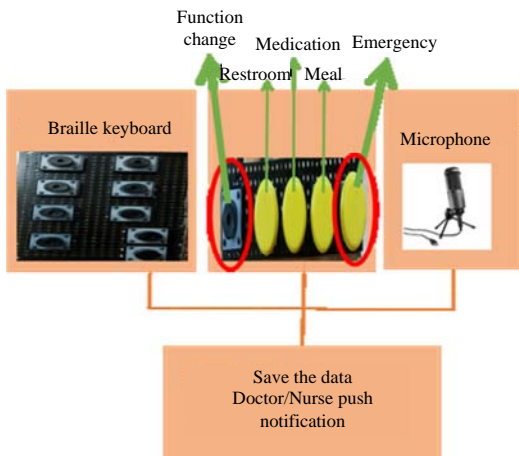 Function
change
Medication
Emergency
Restroom
Meal
Braille keyboard
Microphone
Save the data
Doctor/Nurse push
notification